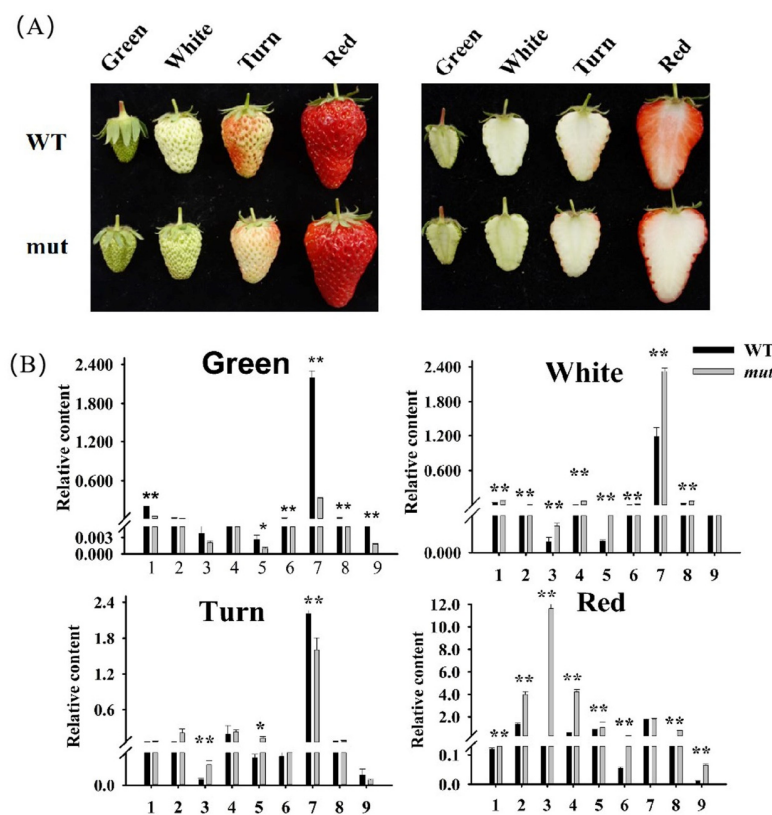 (A)
Green White Turn Red Green White Turn Red
WT
mut
(B)
Green
Relative content
2.400
1.800
1.200
0.600
0.003
0.000
** ** * ** ** ** **
1 2 3 4 5 6 7 8 9
White
WT
mut
Relative content
2.400
1.800
1.200
0.600
0.000
** ** ** ** ** ** ** **
1 2 3 4 5 6 7 8 9
Turn
Relative content
2.4
1.8
1.2
0.6
0.0
** * **
1 2 3 4 5 6 7 8 9
Red
Relative content
12.0
10.0
8.0
6.0
4.0
2.0
0.1
0.0
** ** ** ** ** ** ** **
1 2 3 4 5 6 7 8 9